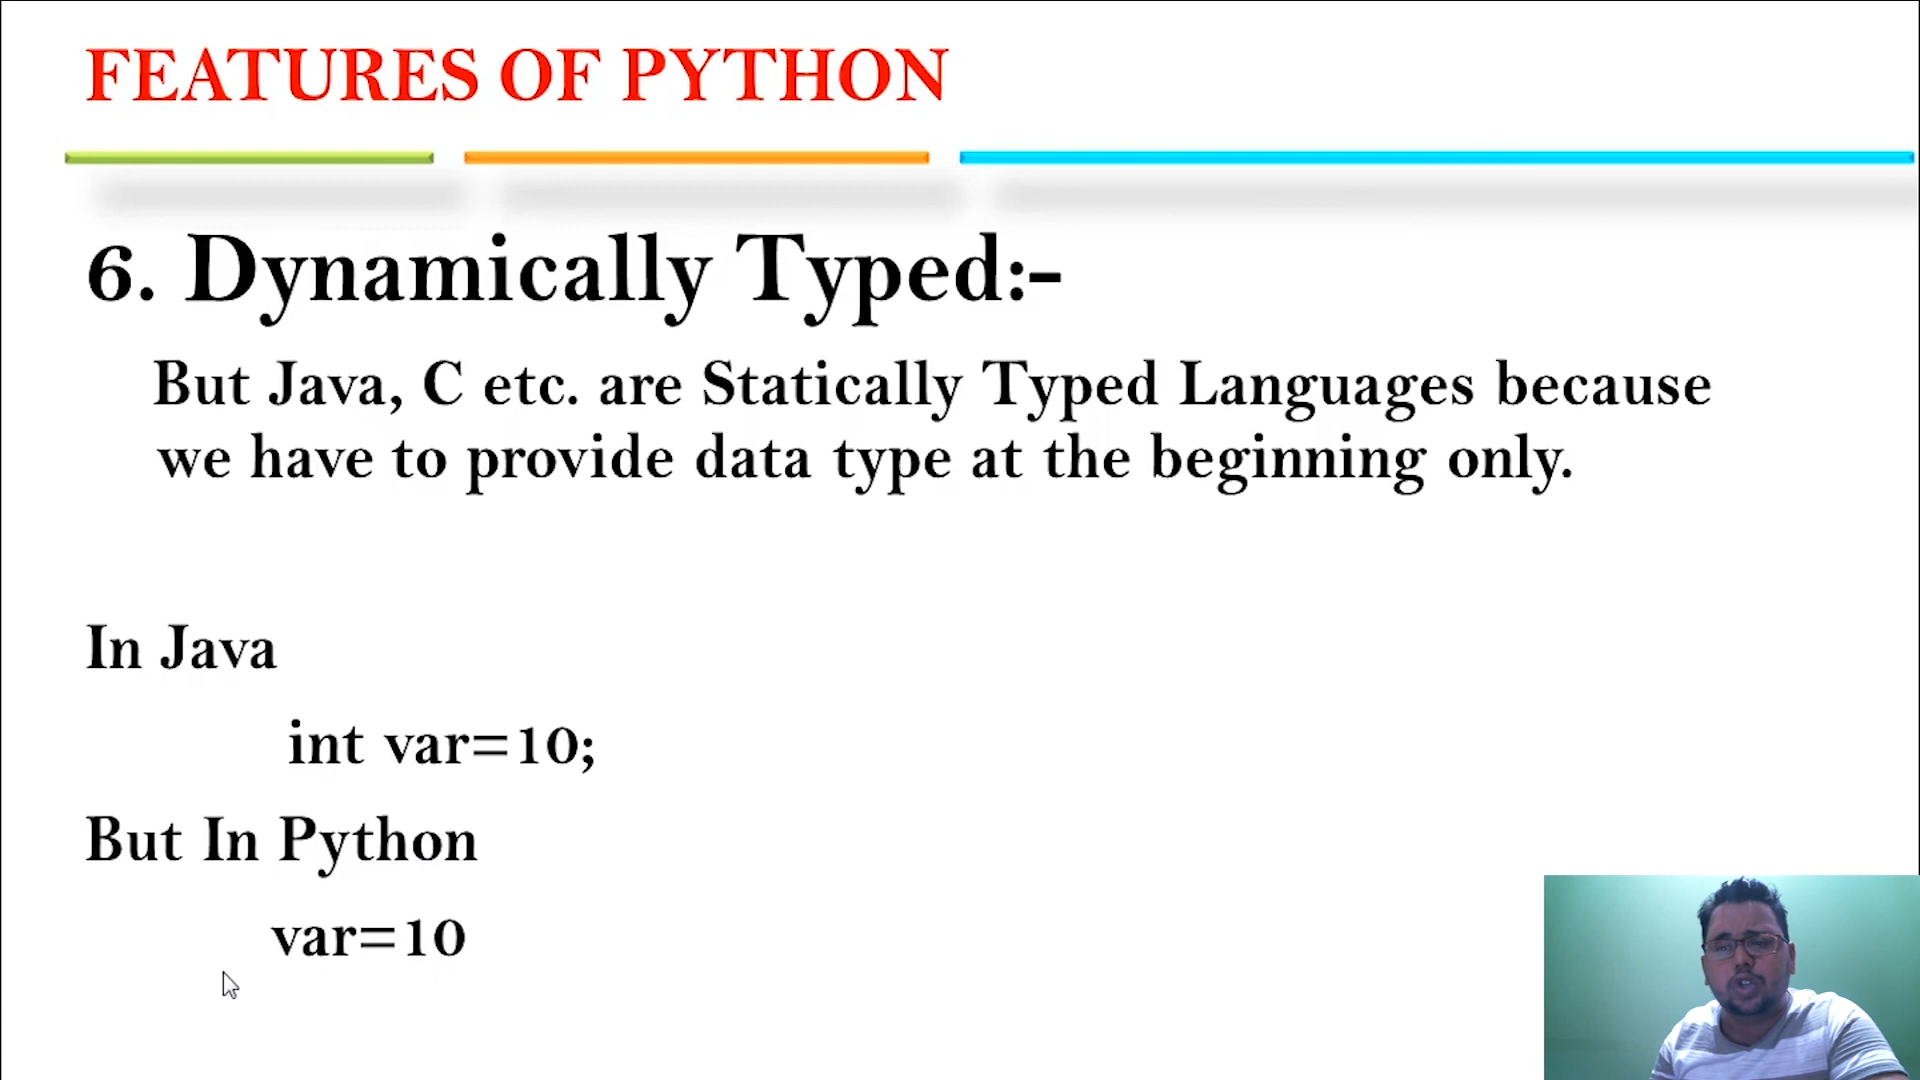 FEATURES OF PYTHON
6. Dynamically Typed:-
But Java, C etc. are Statically Typed Languages because
we have to provide data type at the beginning only.
In Java
int var=10;
But In Python
var=10